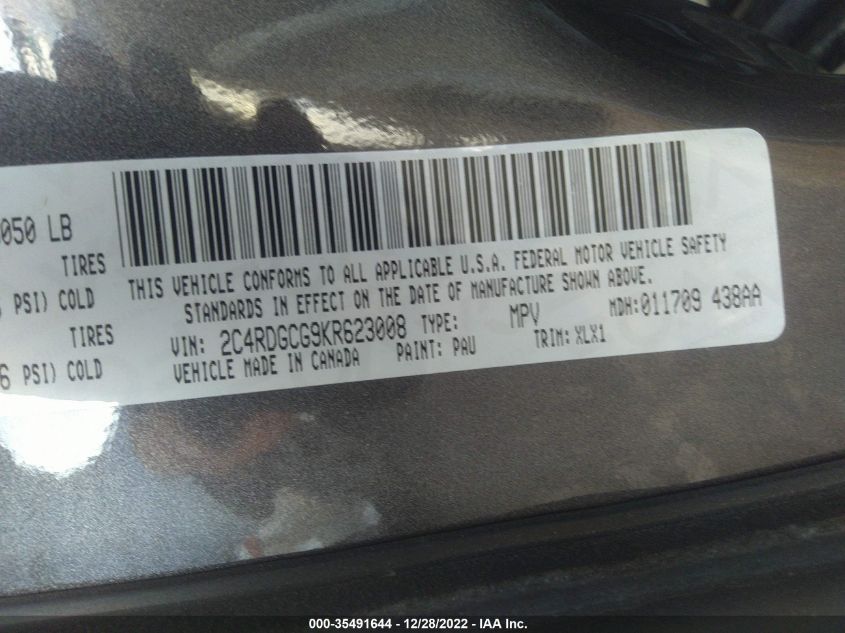 050 LB
TIRES
PSI) COLD
TIRES
6 PSI) COLD
THIS VEHICLE CONFORMS TO ALL APPLICABLE U.S.A. FEDERAL MOTOR VEHICLE SAFETY
STANDARDS IN EFFECT ON THE DATE OF MANUFACTURE SHOWN ABOVE.
VIN: 2C4RDGCG9KR623008 TYPE: MPV MDH:011709 438AA
VEHICLE MADE IN CANADA PAINT: PAU TRIM: XLX1
000-35491644 - 12/28/2022 - IAA Inc.